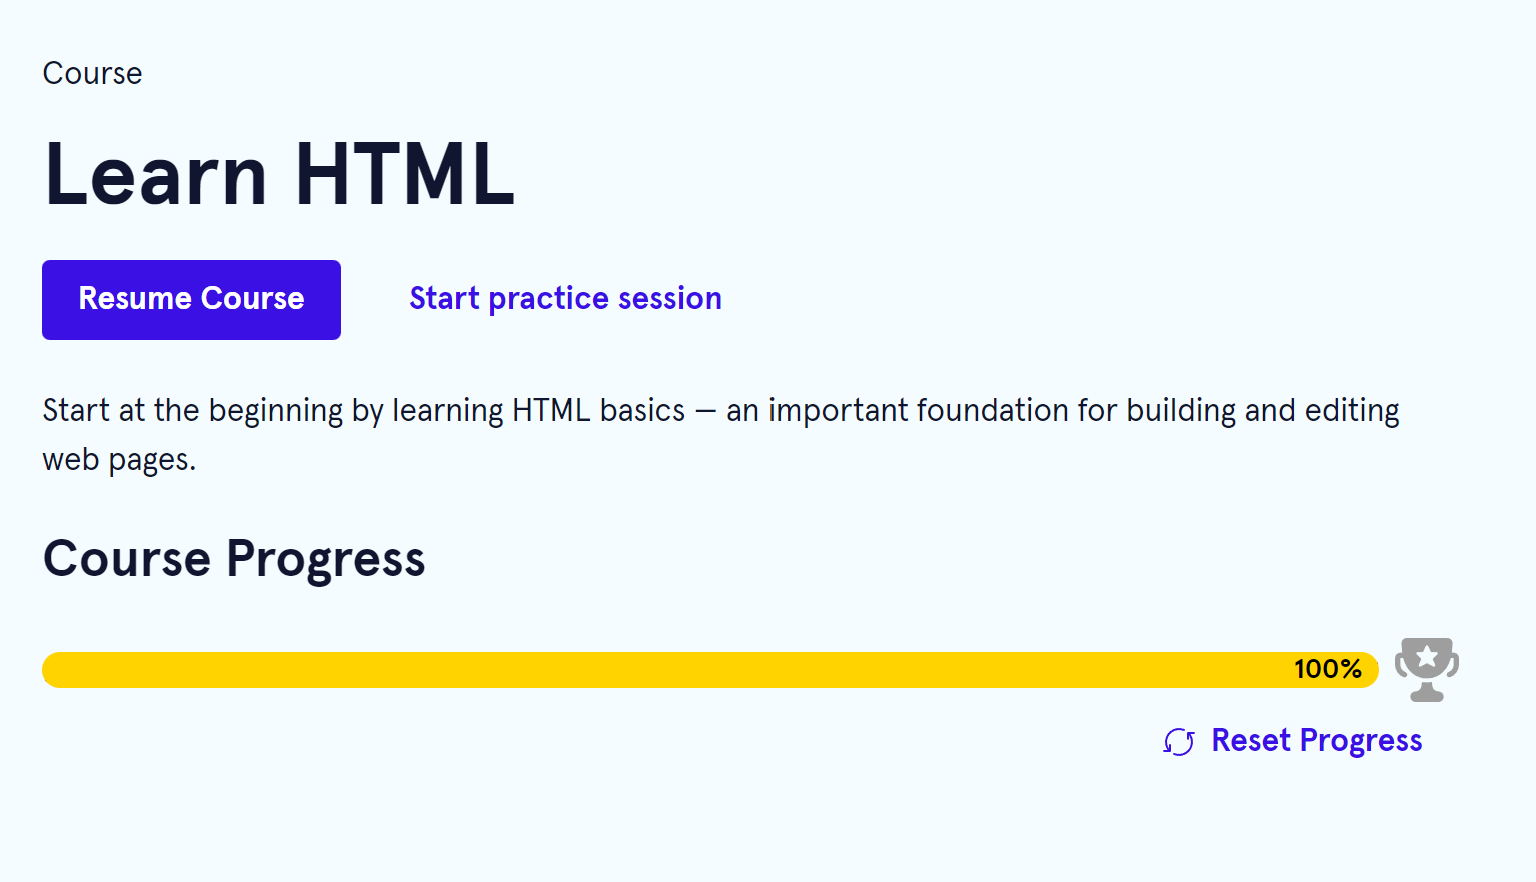 Course
Learn HTML
Resume Course
Start practice session
Start at the beginning by learning HTML basics — an important foundation for building and editing
web pages.
Course Progress
100%
Reset Progress